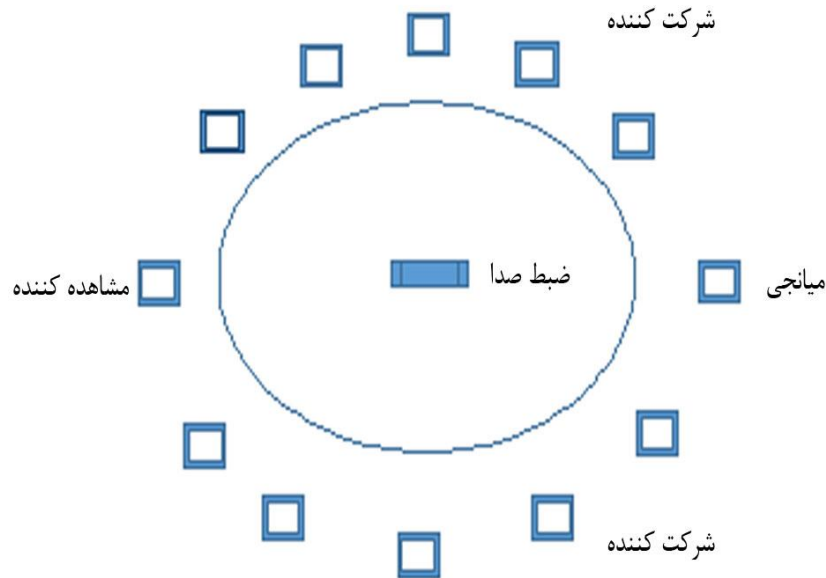 شرکت کننده
ضبط صدا
میانجی
مشاهده کننده
شرکت کننده